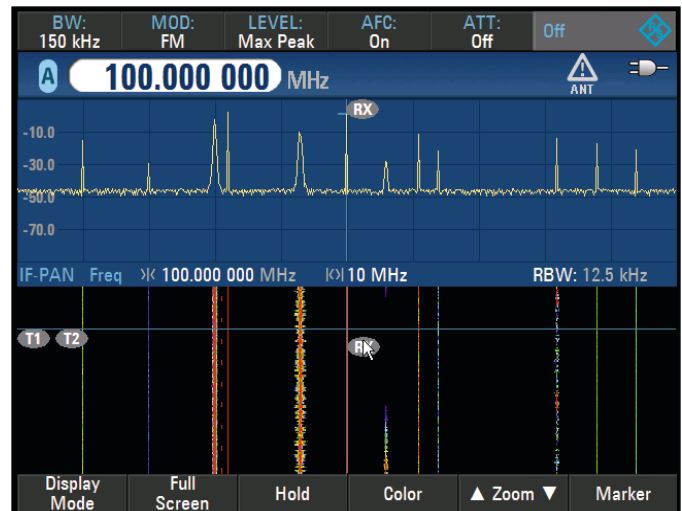 BW: MOD: LEVEL: AFC: ATT: Off
150 kHz FM Max Peak On Off
A 100.000 000 MHz
ANT
RX
-10.0
-30.0
-50.0
-70.0
IF-PAN Freq 100.000 000 MHz 10 MHz RBW: 12.5 kHz
T1 T2
Display Mode Full Screen Hold Color ▲ Zoom ▼ Marker